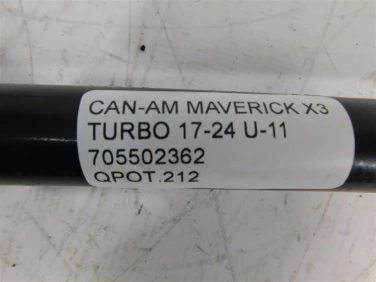 CAN-AM MAVERICK X3
TURBO 17-24 U-11
705502362
QPOT.212